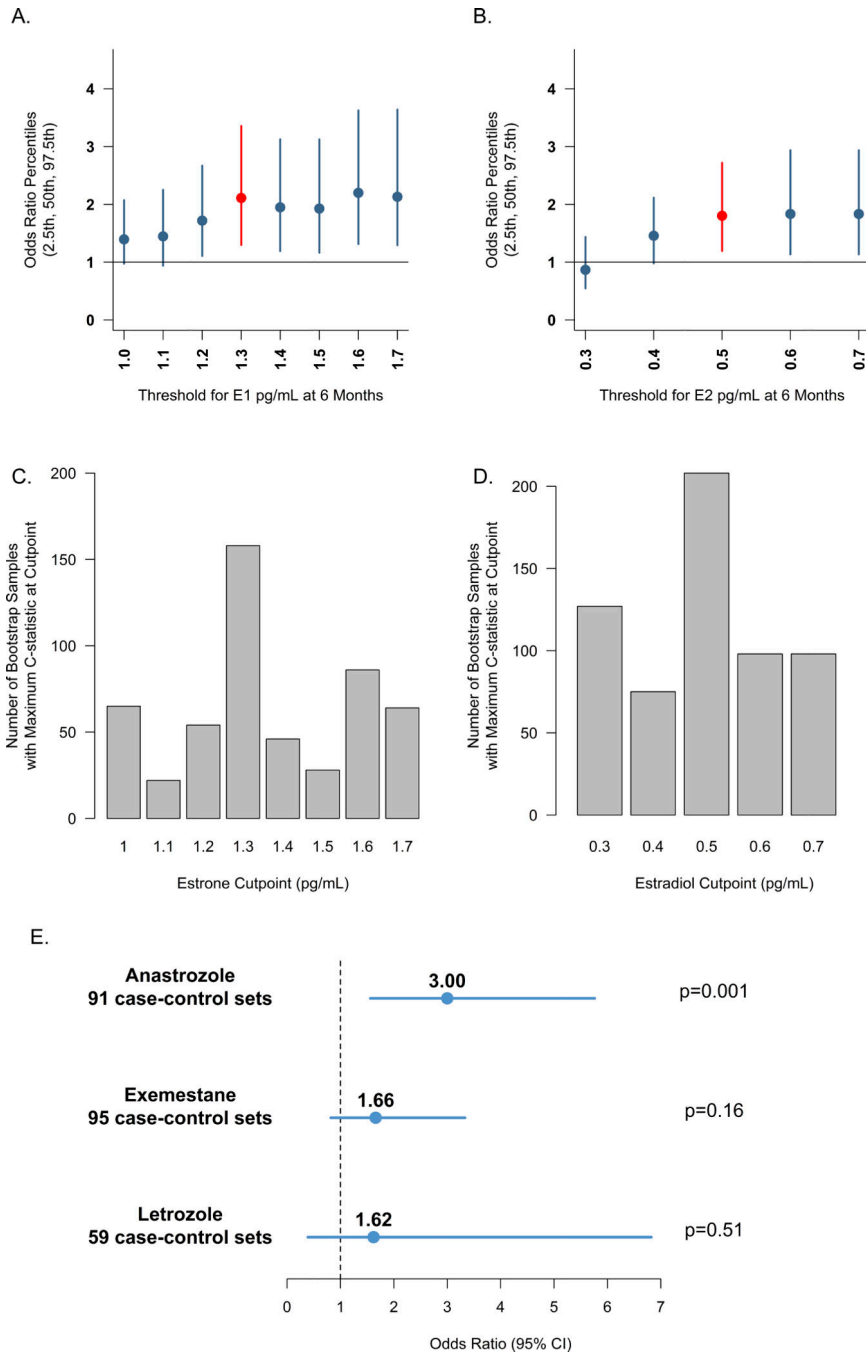 A.
Odds Ratio Percentiles
(2.5th, 50th, 97.5th)
4
3
2
1
0
1.0
1.1
1.2
1.3
1.4
1.5
1.6
1.7
Threshold for E1 pg/mL at 6 Months
B.
Odds Ratio Percentiles
(2.5th, 50th, 97.5th)
4
3
2
1
0
0.3
0.4
0.5
0.6
0.7
Threshold for E2 pg/mL at 6 Months
C.
Number of Bootstrap Samples
with Maximum C-statistic at Cutpoint
200
150
100
50
0
1 1.1 1.2 1.3 1.4 1.5 1.6 1.7
Estrone Cutpoint (pg/mL)
D.
Number of Bootstrap Samples
with Maximum C-statistic at Cutpoint
200
150
100
50
0
0.3 0.4 0.5 0.6 0.7
Estradiol Cutpoint (pg/mL)
E.
Anastrozole
91 case-control sets
3.00
p=0.001
Exemestane
95 case-control sets
1.66
p=0.16
Letrozole
59 case-control sets
1.62
p=0.51
0 1 2 3 4 5 6 7
Odds Ratio (95% CI)